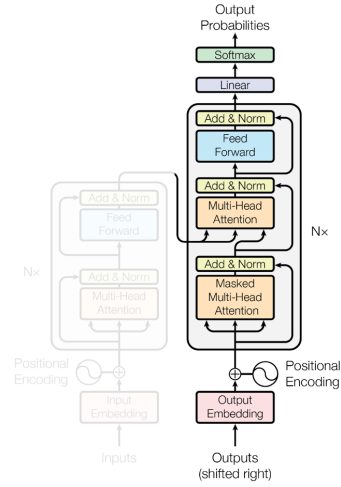 Output
Probabilities
Softmax
Linear
Add & Norm
Feed
Forward
Add & Norm
Multi-Head
Attention
Add & Norm
Masked
Multi-Head
Attention
N×
Positional
Encoding
Output
Embedding
Outputs
(shifted right)
Add & Norm
Feed
Forward
N×
Add & Norm
Multi-Head
Attention
Positional
Encoding
Input
Embedding
Inputs